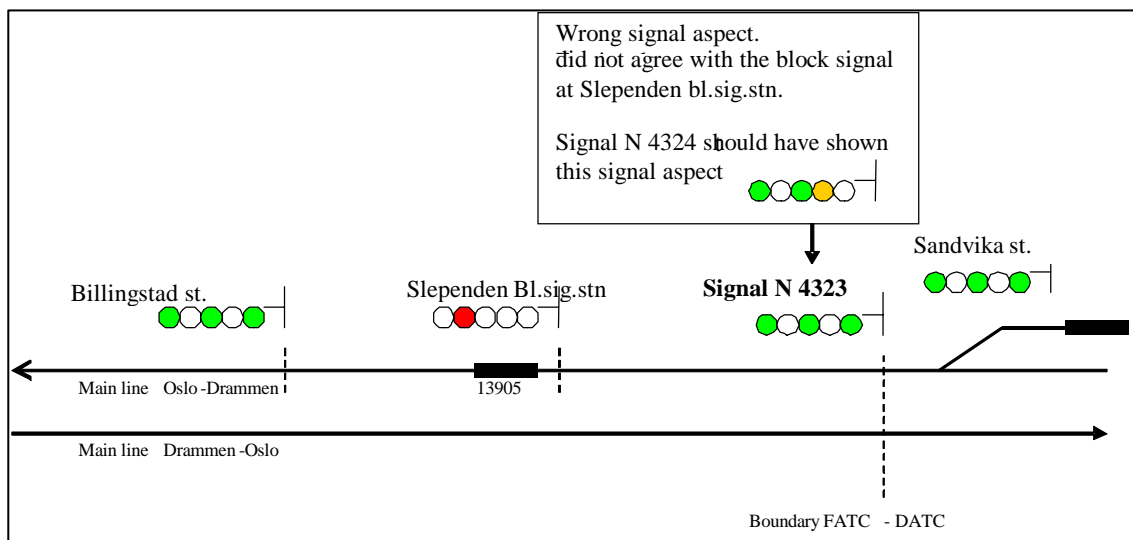 Wrong signal aspect.
did not agree with the block signal
at Slependen bl.sig.stn.
Signal N 4324 should have shown
this signal aspect
Sandvika st.
Billingstad st.
Slependen Bl.sig.stn
Signal N 4323
Main line Oslo -Drammen
13905
Main line Drammen -Oslo
Boundary FATC - DATC